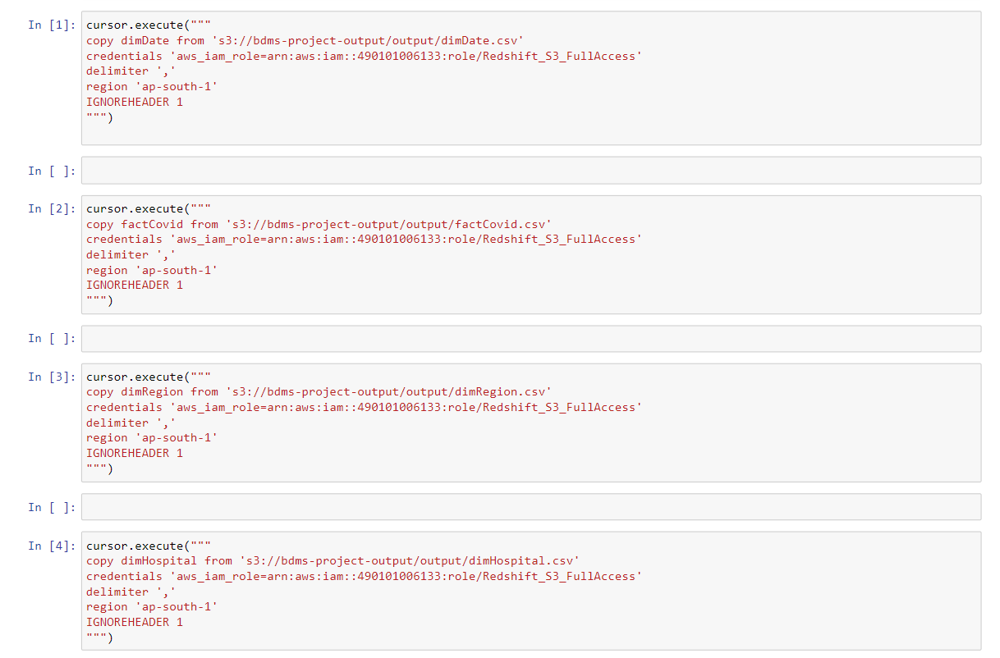 In [1]: cursor.execute("""
copy dimDate from 's3://bdms-project-output/output/dimDate.csv'
credentials 'aws_iam_role=arn:aws:iam::490101006133:role/Redshift_S3_FullAccess'
delimiter ','
region 'ap-south-1'
IGNOREHEADER 1
""")
In [ ]:
In [2]: cursor.execute("""
copy factCovid from 's3://bdms-project-output/output/factCovid.csv'
credentials 'aws_iam_role=arn:aws:iam::490101006133:role/Redshift_S3_FullAccess'
delimiter ','
region 'ap-south-1'
IGNOREHEADER 1
""")
In [ ]:
In [3]: cursor.execute("""
copy dimRegion from 's3://bdms-project-output/output/dimRegion.csv'
credentials 'aws_iam_role=arn:aws:iam::490101006133:role/Redshift_S3_FullAccess'
delimiter ','
region 'ap-south-1'
IGNOREHEADER 1
""")
In [ ]:
In [4]: cursor.execute("""
copy dimHospital from 's3://bdms-project-output/output/dimHospital.csv'
credentials 'aws_iam_role=arn:aws:iam::490101006133:role/Redshift_S3_FullAccess'
delimiter ','
region 'ap-south-1'
IGNOREHEADER 1
""")